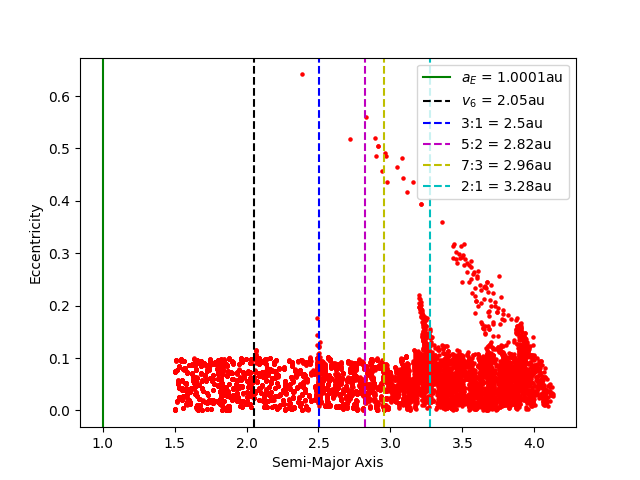 0.6
0.5
0.4
0.3
0.2
0.1
0.0
Eccentricity
1.0 1.5 2.0 2.5 3.0 3.5 4.0
Semi-Major Axis
a_E = 1.0001au
v_6 = 2.05au
3:1 = 2.5au
5:2 = 2.82au
7:3 = 2.96au
2:1 = 3.28au